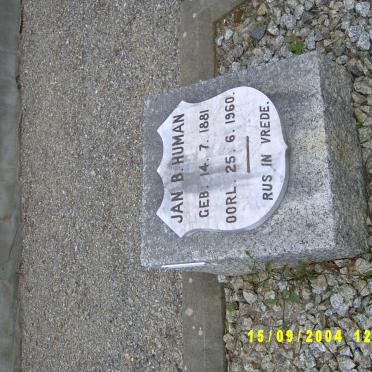 JAN B. HUMAN
GEB. 14. 7. 1881
OORL. 25. 6. 1960.
RUS IN VREDE.
15/09/2004 12